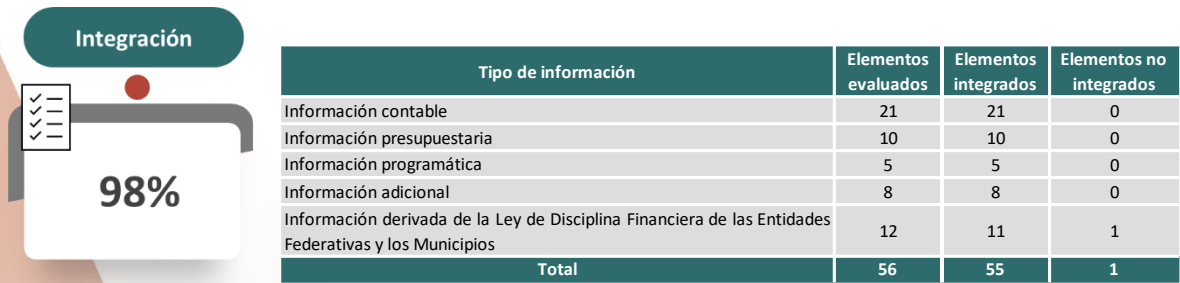 Integración
98%
Tipo de información Elementos evaluados Elementos integrados Elementos no integrados
Información contable 21 21 0
Información presupuestaria 10 10 0
Información programática 5 5 0
Información adicional 8 8 0
Información derivada de la Ley de Disciplina Financiera de las Entidades
Federativas y los Municipios 12 11 1
Total 56 55 1